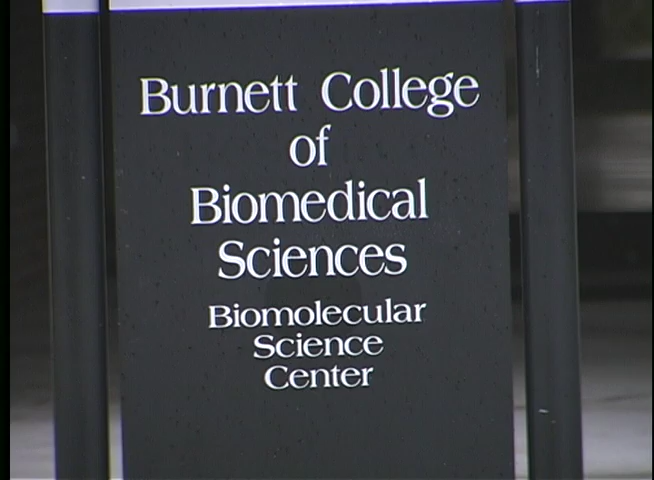 Burnett College
of
Biomedical
Sciences
Biomolecular
Science
Center